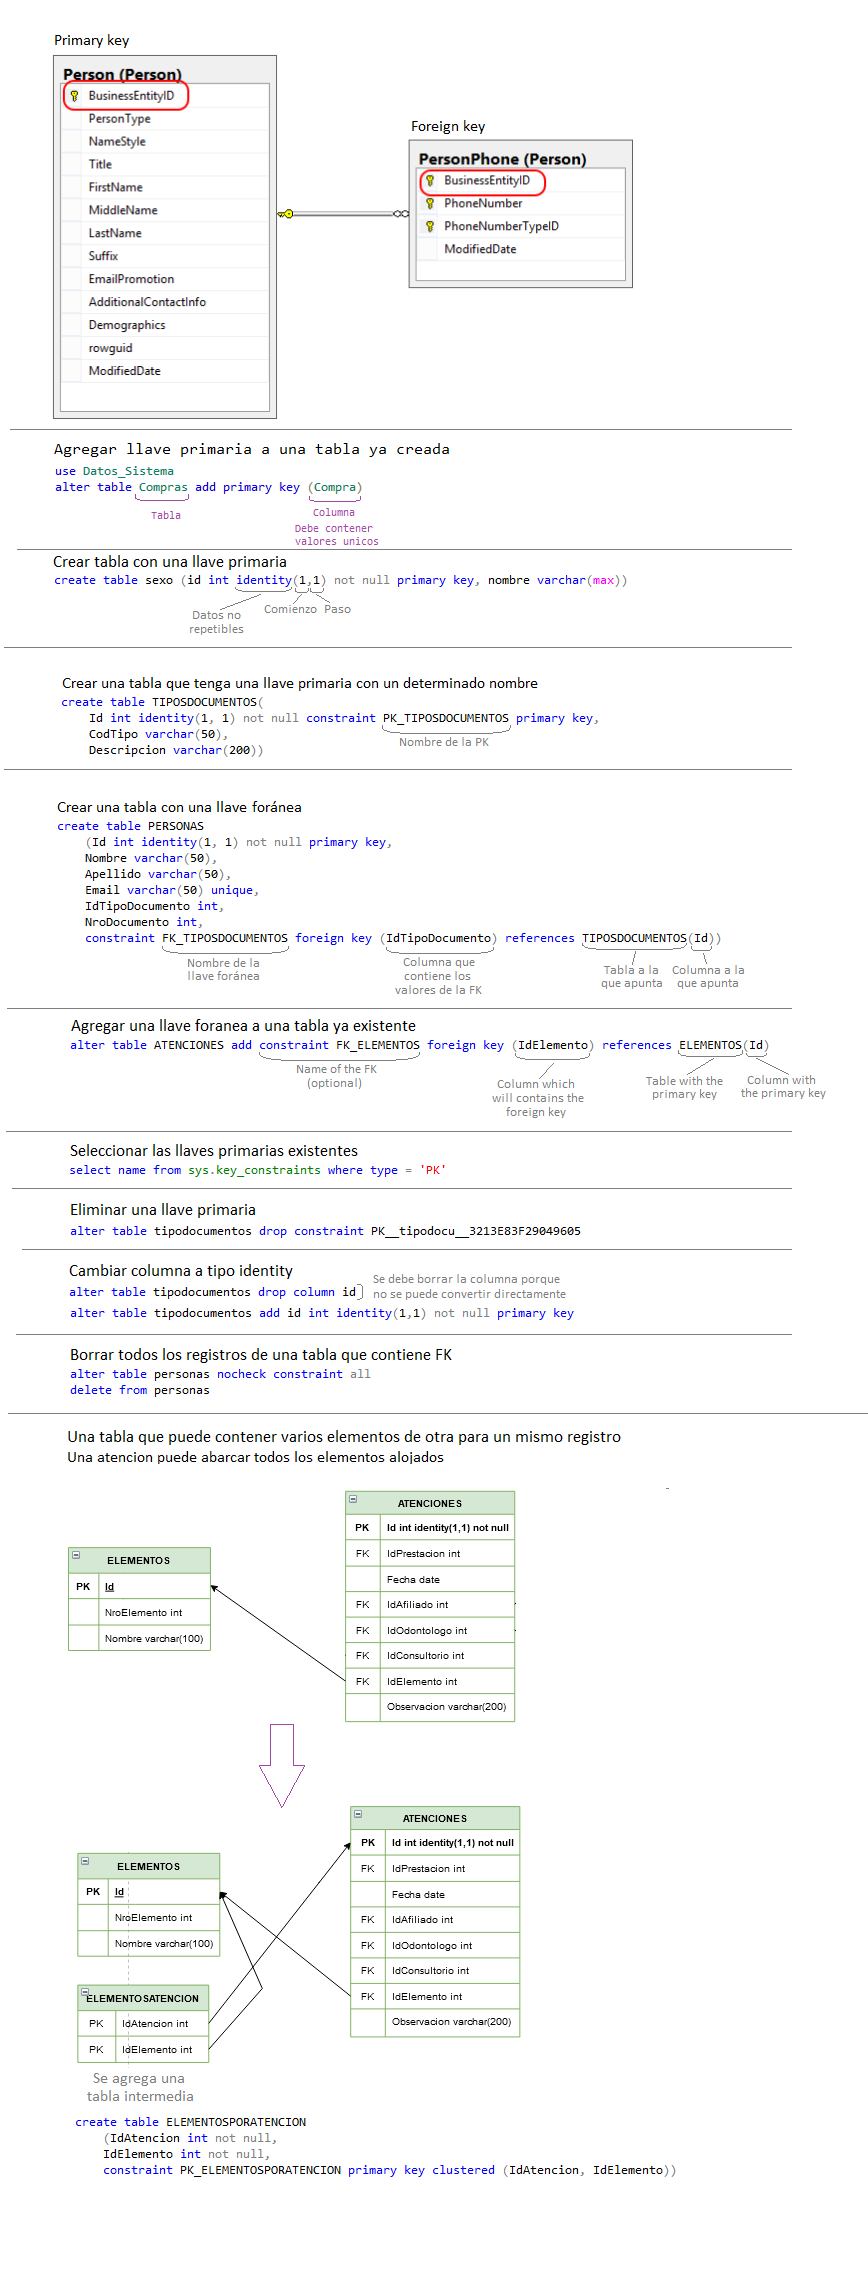 Primary key
Person (Person)
BusinessEntityID
PersonType
NameStyle
Title
FirstName
MiddleName
LastName
Suffix
EmailPromotion
AdditionalContactInfo
Demographics
rowguid
ModifiedDate
Foreign key
PersonPhone (Person)
BusinessEntityID
PhoneNumber
PhoneNumberTypeID
ModifiedDate
Agregar llave primaria a una tabla ya creada
use Datos_Sistema
alter table Compras add primary key (Compra)
Tabla
Columna
Debe contener
valores unicos
Crear tabla con una llave primaria
create table sexo (id int identity(1,1) not null primary key, nombre varchar(max))
Datos no
repetibles
Comienzo
Paso
Crear una tabla que tenga una llave primaria con un determinado nombre
create table TIPOSDOCUMENTOS(
Id int identity(1, 1) not null constraint PK_TIPOSDOCUMENTOS primary key,
CodTipo varchar(50),
Descripcion varchar(200))
Nombre de la PK
Crear una tabla con una llave foránea
create table PERSONAS
(Id int identity(1, 1) not null primary key,
Nombre varchar(50),
Apellido varchar(50),
Email varchar(50) unique,
IdTipoDocumento int,
NroDocumento int,
constraint FK_TIPOSDOCUMENTOS foreign key (IdTipoDocumento) references TIPOSDOCUMENTOS(Id))
Nombre de la
llave foránea
Columna que
contiene los
valores de la FK
Tabla a la
que apunta
Columna a la
que apunta
Agregar una llave foranea a una tabla ya existente
alter table ATENCIONES add constraint FK_ELEMENTOS foreign key (IdElemento) references ELEMENTOS(Id)
Name of the FK
(optional)
Column which
will contains the
foreign key
Table with the
primary key
Column with
the primary key
Seleccionar las llaves primarias existentes
select name from sys.key_constraints where type = 'PK'
Eliminar una llave primaria
alter table tipodocumentos drop constraint PK__tipodocu__3213E83F29049605
Cambiar columna a tipo identity
alter table tipodocumentos drop column id
Se debe borrar la columna porque
no se puede convertir directamente
alter table tipodocumentos add id int identity(1,1) not null primary key
Borrar todos los registros de una tabla que contiene FK
alter table personas nocheck constraint all
delete from personas
Una tabla que puede contener varios elementos de otra para un mismo registro
Una atencion puede abarcar todos los elementos alojados
ATENCIONES
PK Id int identity(1,1) not null
FK IdPrestacion int
Fecha date
FK IdAfiliado int
FK IdOdontologo int
FK IdConsultorio int
FK IdElemento int
Observacion varchar(200)
ELEMENTOS
PK Id
NroElemento int
Nombre varchar(100)
ATENCIONES
PK Id int identity(1,1) not null
FK IdPrestacion int
Fecha date
FK IdAfiliado int
FK IdOdontologo int
FK IdConsultorio int
FK IdElemento int
Observacion varchar(200)
ELEMENTOS
PK Id
NroElemento int
Nombre varchar(100)
ELEMENTOSATENCION
PK IdAtencion int
PK IdElemento int
Se agrega una
tabla intermedia
create table ELEMENTOSPORATENCION
(IdAtencion int not null,
IdElemento int not null,
constraint PK_ELEMENTOSPORATENCION primary key clustered (IdAtencion, IdElemento))